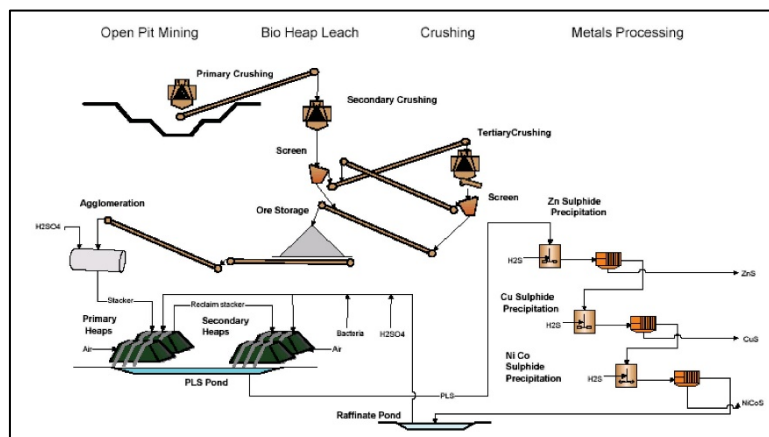 Open Pit Mining
Bio Heap Leach
Crushing
Metals Processing
Primary Crushing
Secondary Crushing
TertiaryCrushing
Screen
Screen
Zn Sulphide
Precipitation
Agglomeration
Ore Storage
H2SO4
H2S
ZnS
Stacker
Reclaim stacker
Primary
Heaps
Secondary
Heaps
Bacteria
H2SO4
Air
Air
Cu Sulphide
Precipitation
H2S
CuS
Ni Co
Sulphide
Precipitation
PLS Pond
PLS
H2S
NiCoS
Raffinate Pond